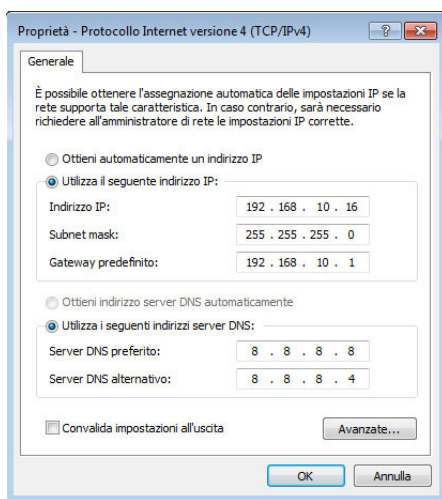 Proprietà - Protocollo Internet versione 4 (TCP/IPv4)
Generale
È possibile ottenere l'assegnazione automatica delle impostazioni IP se la
rete supporta tale caratteristica. In caso contrario, sarà necessario
richiedere all'amministratore di rete le impostazioni IP corrette.
Ottieni automaticamente un indirizzo IP
Utilizza il seguente indirizzo IP:
Indirizzo IP: 192 . 168 . 10 . 16
Subnet mask: 255 . 255 . 255 . 0
Gateway predefinito: 192 . 168 . 10 . 1
Ottieni indirizzo server DNS automaticamente
Utilizza i seguenti indirizzi server DNS:
Server DNS preferito: 8 . 8 . 8 . 8
Server DNS alternativo: 8 . 8 . 8 . 4
Convalida impostazioni all'uscita
Avanzate...
OK Annulla